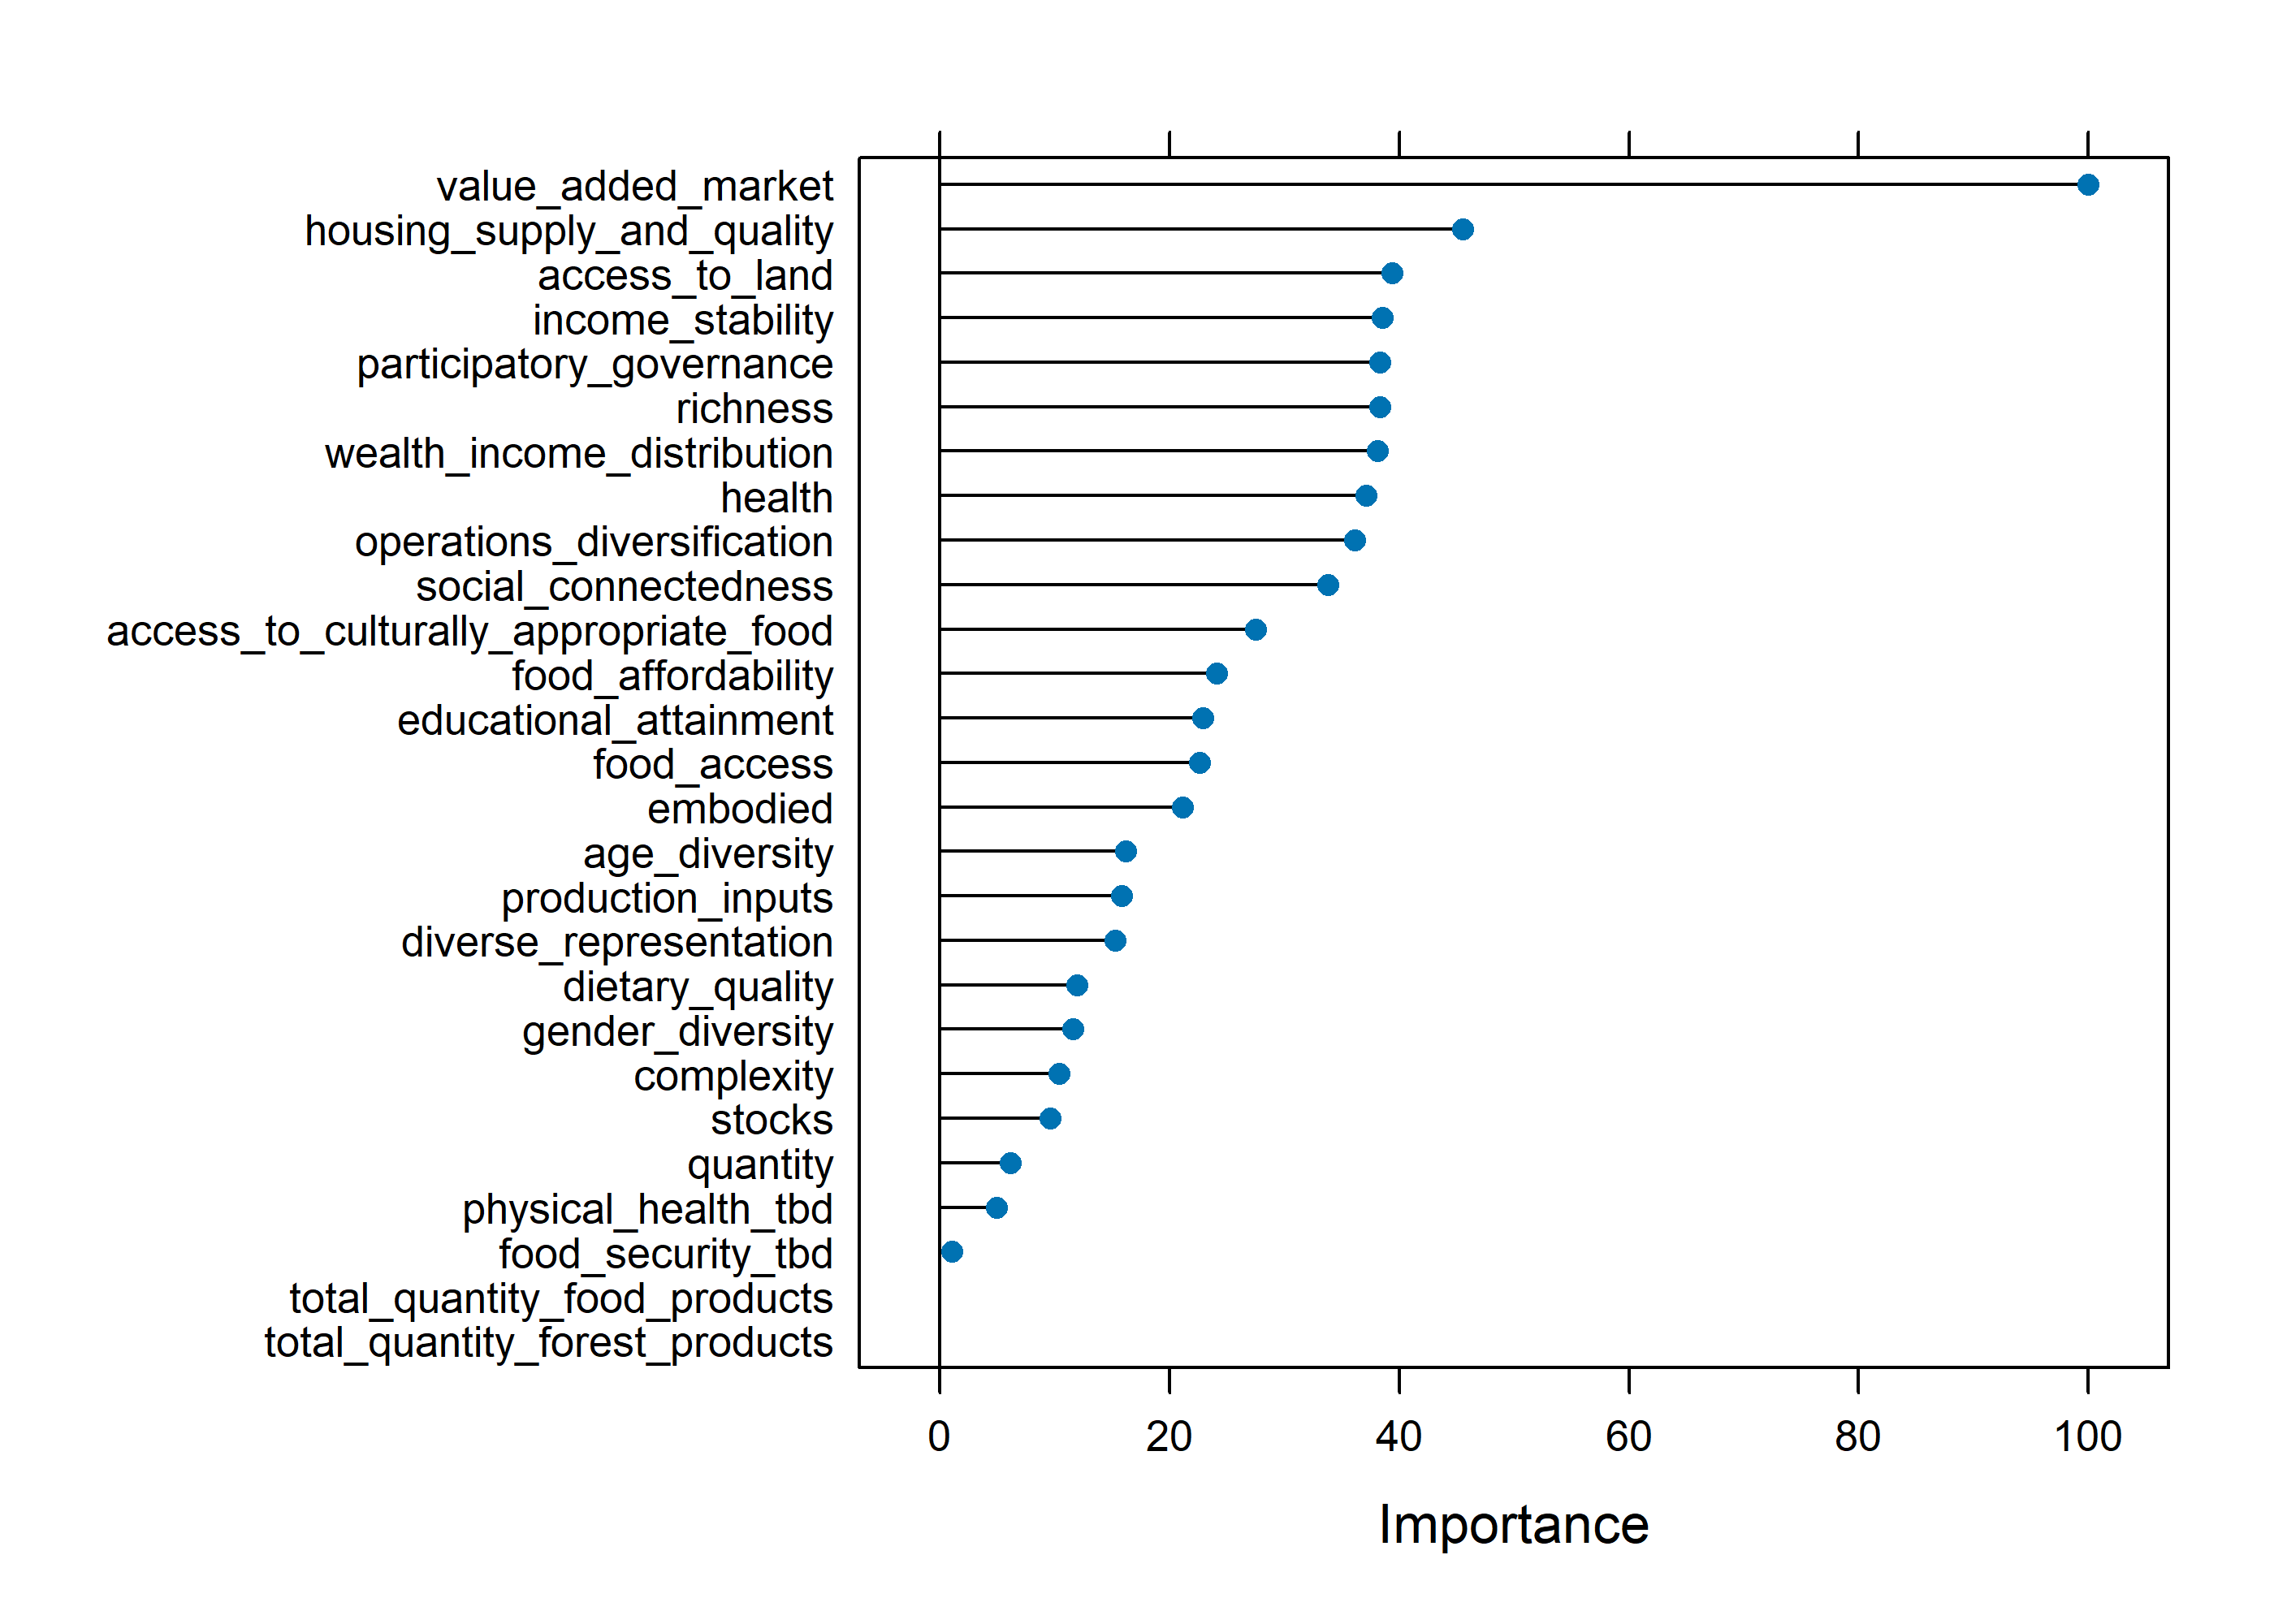 value_added_market
housing_supply_and_quality
access_to_land
income_stability
participatory_governance
richness
wealth_income_distribution
health
operations_diversification
social_connectedness
access_to_culturally_appropriate_food
food_affordability
educational_attainment
food_access
embodied
age_diversity
production_inputs
diverse_representation
dietary_quality
gender_diversity
complexity
stocks
quantity
physical_health_tbd
food_security_tbd
total_quantity_food_products
total_quantity_forest_products
0 20 40 60 80 100
Importance